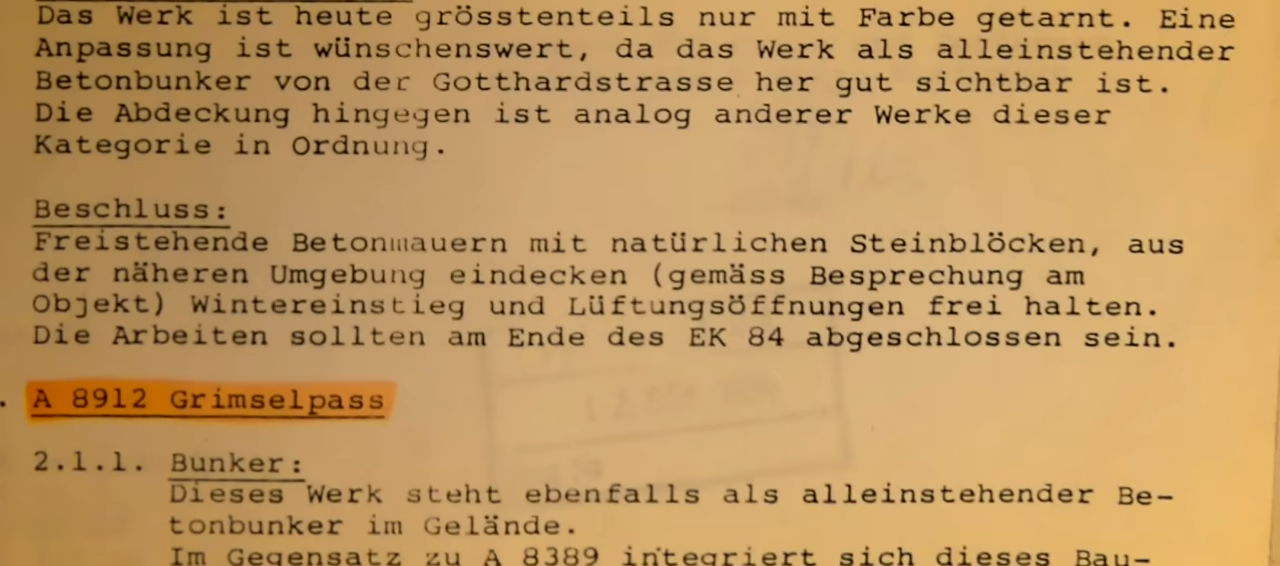 Das Werk ist heute grösstenteils nur mit Farbe getarnt. Eine
Anpassung ist wünschenswert, da das Werk als alleinstehender
Betonbunker von der Gotthardstrasse her gut sichtbar ist.
Die Abdeckung hingegen ist analog anderer Werke dieser
Kategorie in Ordnung.
Beschluss:
Freistehende Betonmauern mit natürlichen Steinblöcken, aus
der näheren Umgebung eindecken (gemäss Besprechung am
Objekt) Wintereinstieg und Lüftungsöffnungen frei halten.
Die Arbeiten sollten am Ende des EK 84 abgeschlossen sein.
. A 8912 Grimselpass
2.1.1. Bunker:
Dieses Werk steht ebenfalls als alleinstehender Be-
tonbunker im Gelände.
Im Gegensatz zu A 8389 integriert sich dieses Bau-